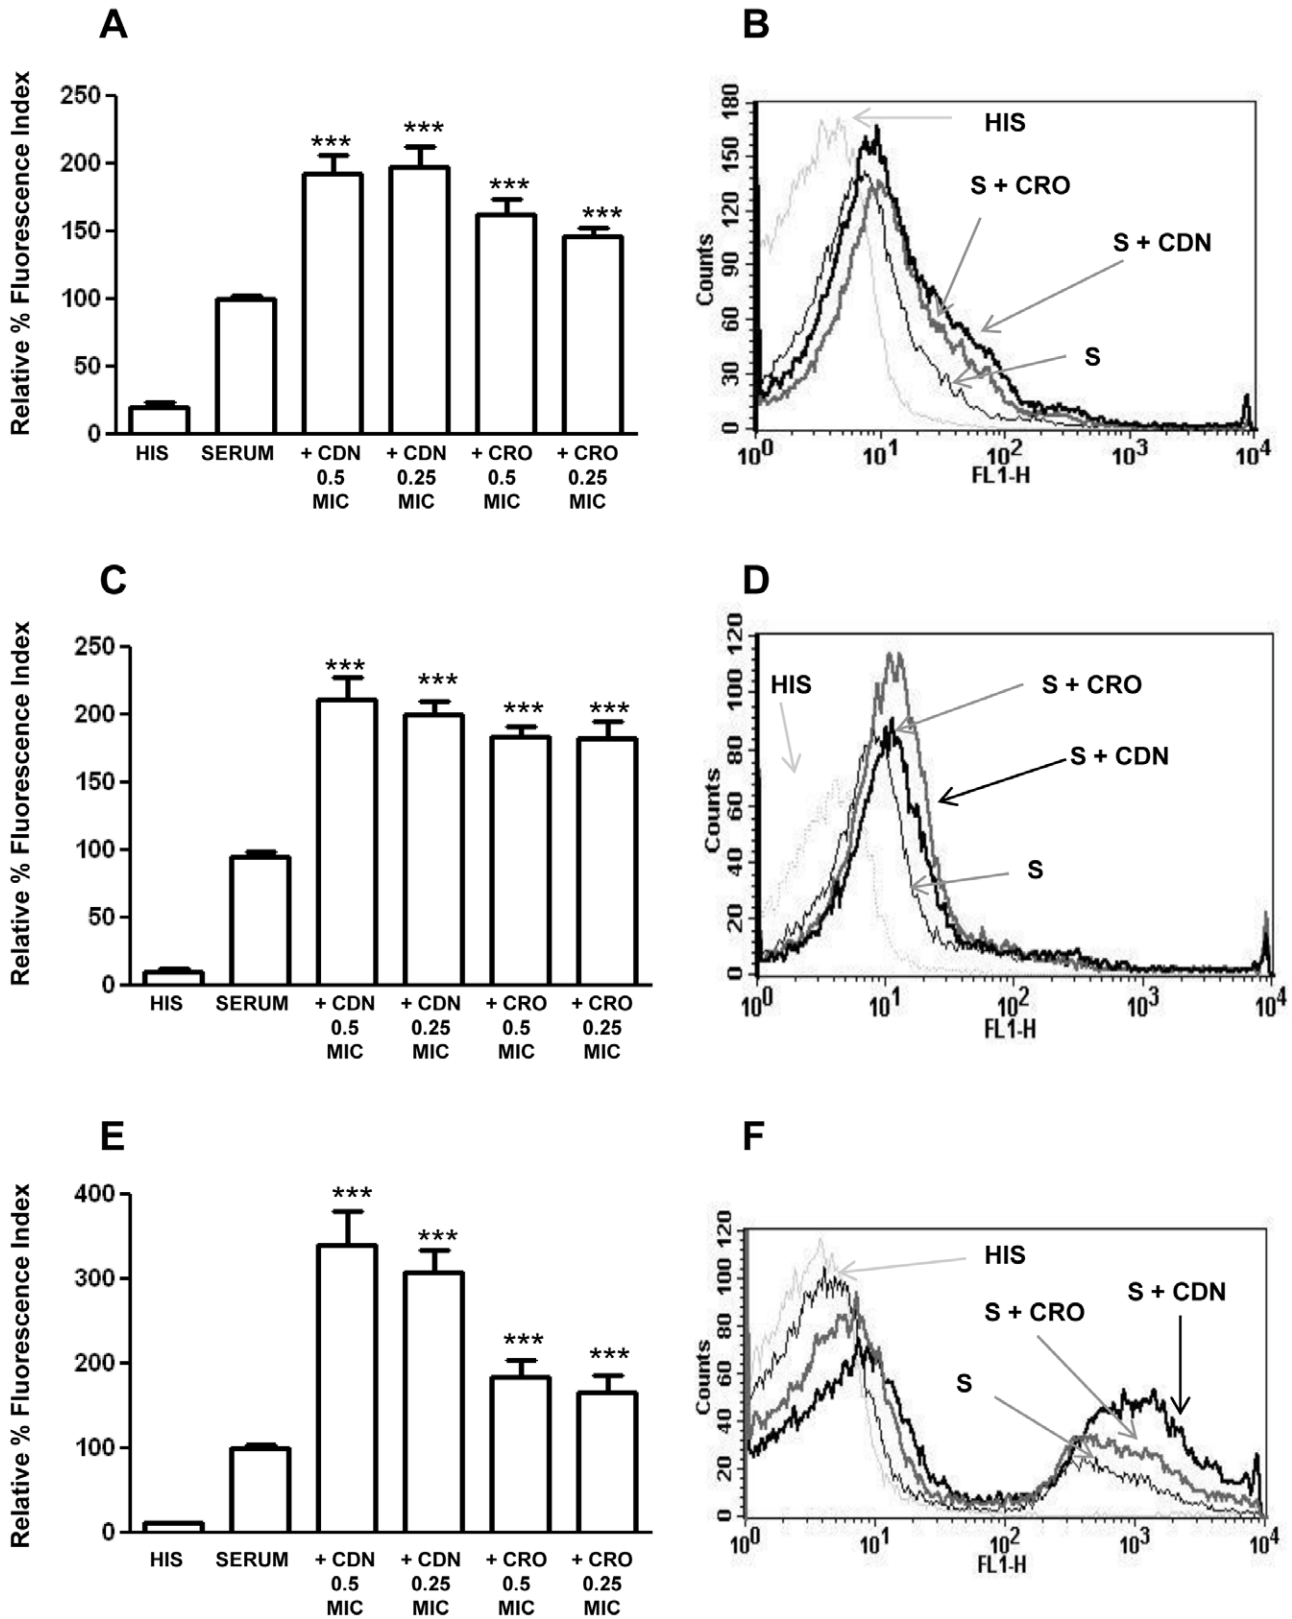 A
B
Relative % Fluorescence Index
250
200
150
100
50
0
***
***
***
***
HIS
SERUM
+ CDN
0.5
MIC
+ CDN
0.25
MIC
+ CRO
0.5
MIC
+ CRO
0.25
MIC
Counts
180
150
120
90
60
30
0
HIS
S + CRO
S + CDN
S
10⁰
10¹
10²
10³
10⁴
FL1-H
C
D
Relative % Fluorescence Index
250
200
150
100
50
0
***
***
***
***
HIS
SERUM
+ CDN
0.5
MIC
+ CDN
0.25
MIC
+ CRO
0.5
MIC
+ CRO
0.25
MIC
Counts
120
100
80
60
40
20
0
HIS
S + CRO
S + CDN
S
10⁰
10¹
10²
10³
10⁴
FL1-H
E
F
Relative % Fluorescence Index
400
300
200
100
0
***
***
***
***
HIS
SERUM
+ CDN
0.5
MIC
+ CDN
0.25
MIC
+ CRO
0.5
MIC
+ CRO
0.25
MIC
Counts
120
100
80
60
40
20
0
HIS
S + CDN
S + CRO
S
10⁰
10¹
10²
10³
10⁴
FL1-H